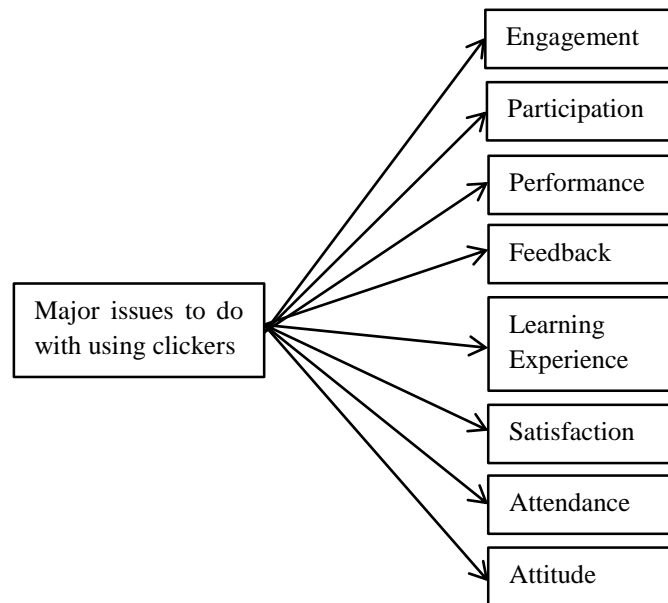 Engagement
Participation
Performance
Feedback
Major issues to do
with using clickers
Learning
Experience
Satisfaction
Attendance
Attitude